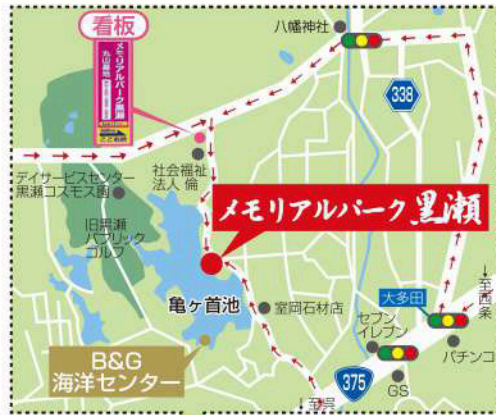 看板
八幡神社
メモリアルパーク黒瀬
丸山墓地
338
社会福祉
法人 倫
デイサービスセンター
黒瀬コスモス園
メモリアルパーク黒瀬
旧黒瀬
パブリック
ゴルフ
亀ヶ首池
室岡石材店
↓至西条
大多田
セブン
イレブン
パチンコ
B&G
海洋センター
375
GS
↓至呉